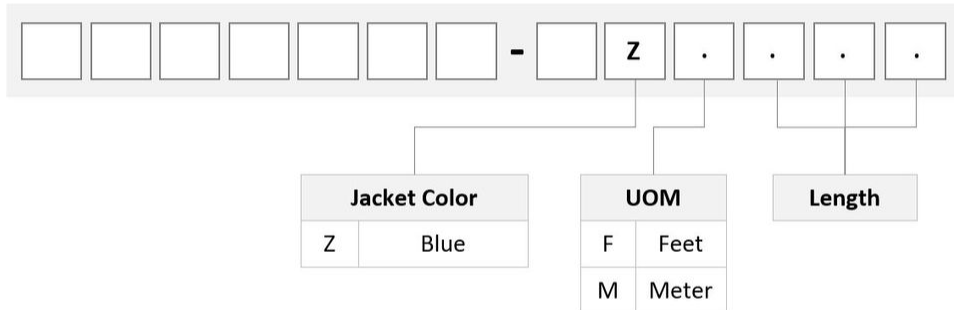 - Z . . . .
Jacket Color UOM Length
Z Blue F Feet
M Meter